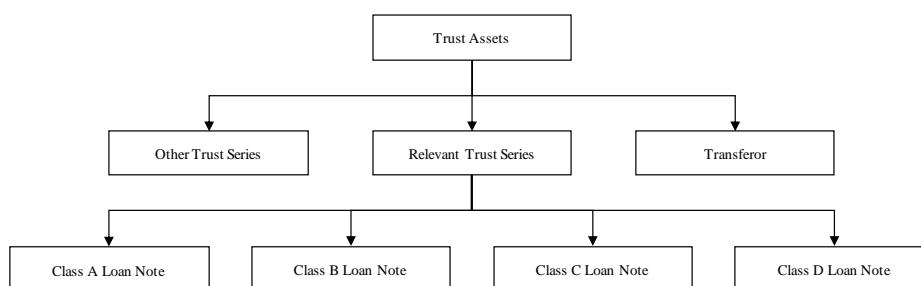 Trust Assets
Other Trust Series
Relevant Trust Series
Transferor
Class A Loan Note
Class B Loan Note
Class C Loan Note
Class D Loan Note